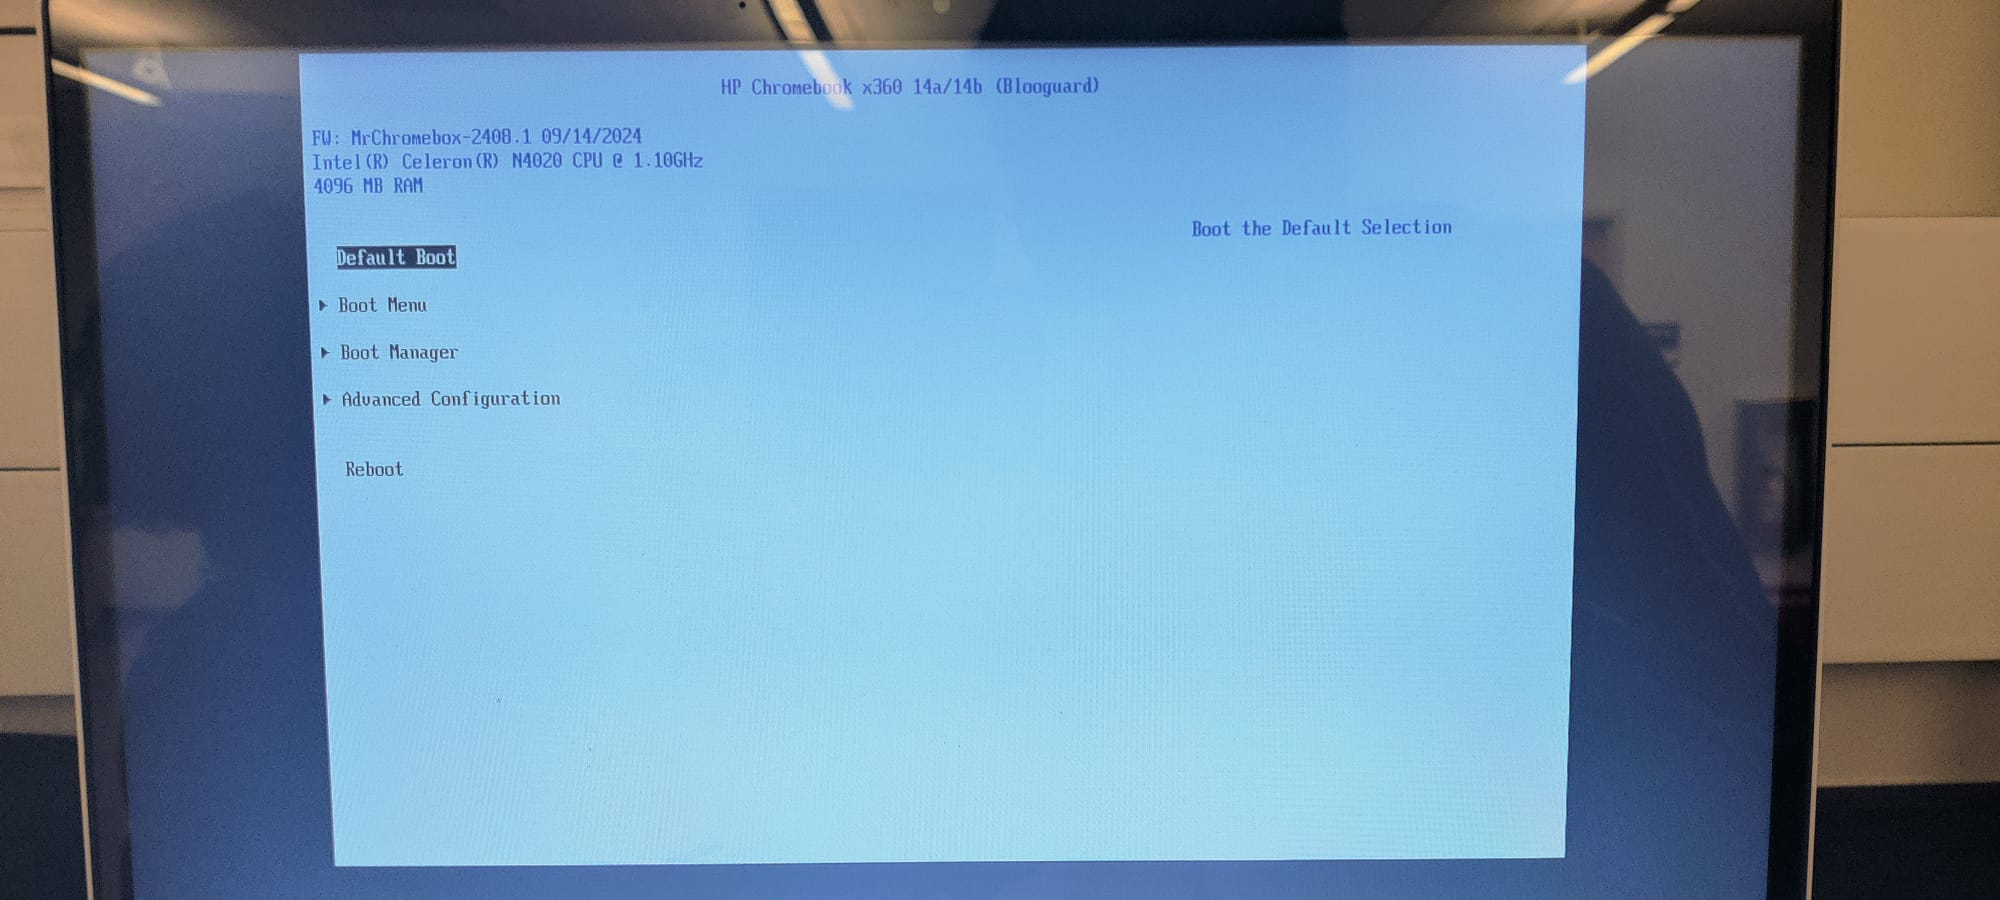 HP Chromebook x360 14a/14b (Blooguard)
FW: MrChromebox-2408.1 09/14/2024
Intel(R) Celeron(R) N4020 CPU @ 1.10GHz
4096 MB RAM
Boot the Default Selection
Default Boot
Boot Menu
Boot Manager
Advanced Configuration
Reboot